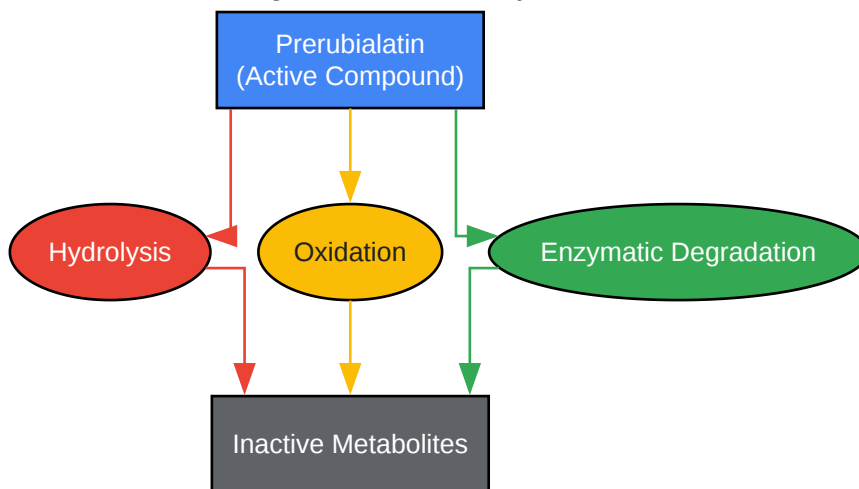 Prerubialatin
(Active Compound)
Hydrolysis
Oxidation
Enzymatic Degradation
Inactive Metabolites